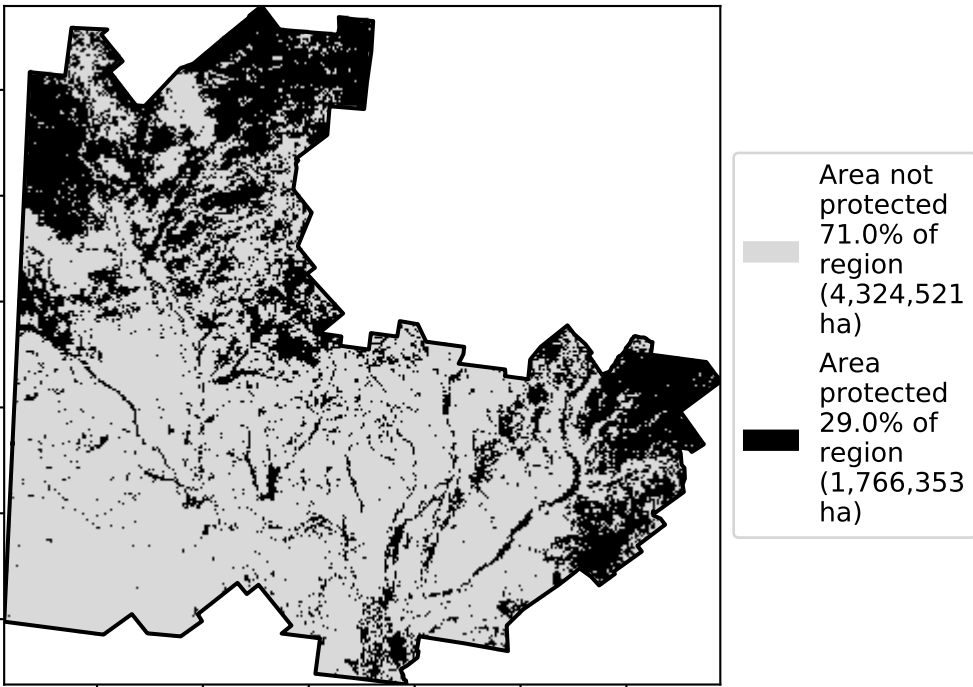 Area not
protected
71.0% of
region
(4,324,521
ha)
Area
protected
29.0% of
region
(1,766,353
ha)